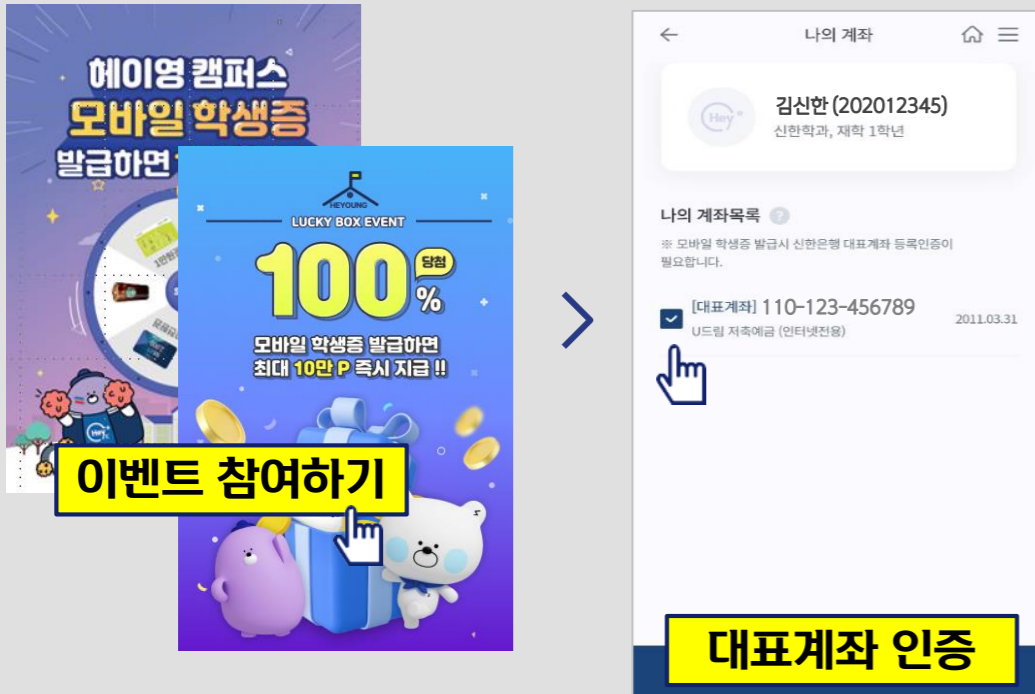 헤이영 캠퍼스
모바일 학생증
발급하면
HEYOUNG
LUCKY BOX EVENT
100%
당첨
모바일 학생증 발급하면
최대 10만 P 즉시 지급 !!
Hey
이벤트 참여하기
나의 계좌
Hey
김신한 (202012345)
신한학과, 재학 1학년
나의 계좌목록 ?
※ 모바일 학생증 발급시 신한은행 대표계좌 등록인증이
필요합니다.
[대표계좌] 110-123-456789
2011.03.31
U드림 저축예금 (인터넷전용)
대표계좌 인증